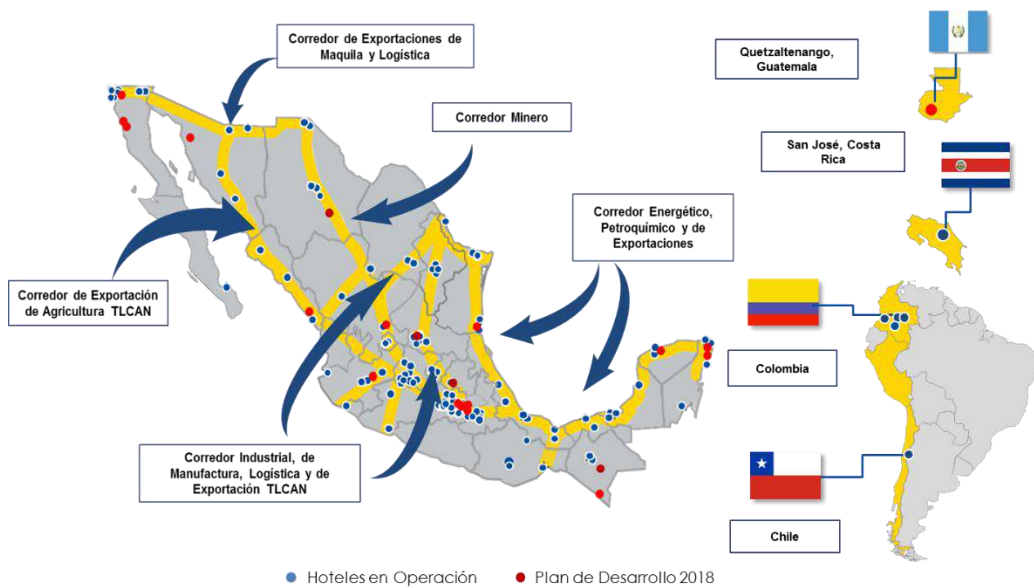 Corredor de Exportaciones de
Maquila y Logística
Quetzaltenango,
Guatemala
Corredor Minero
San José, Costa
Rica
Corredor Energético,
Petroquímico y de
Exportaciones
Corredor de Exportación
de Agricultura TLCAN
Colombia
Corredor Industrial, de
Manufactura, Logística y de
Exportación TLCAN
Chile
Hoteles en Operación
Plan de Desarrollo 2018